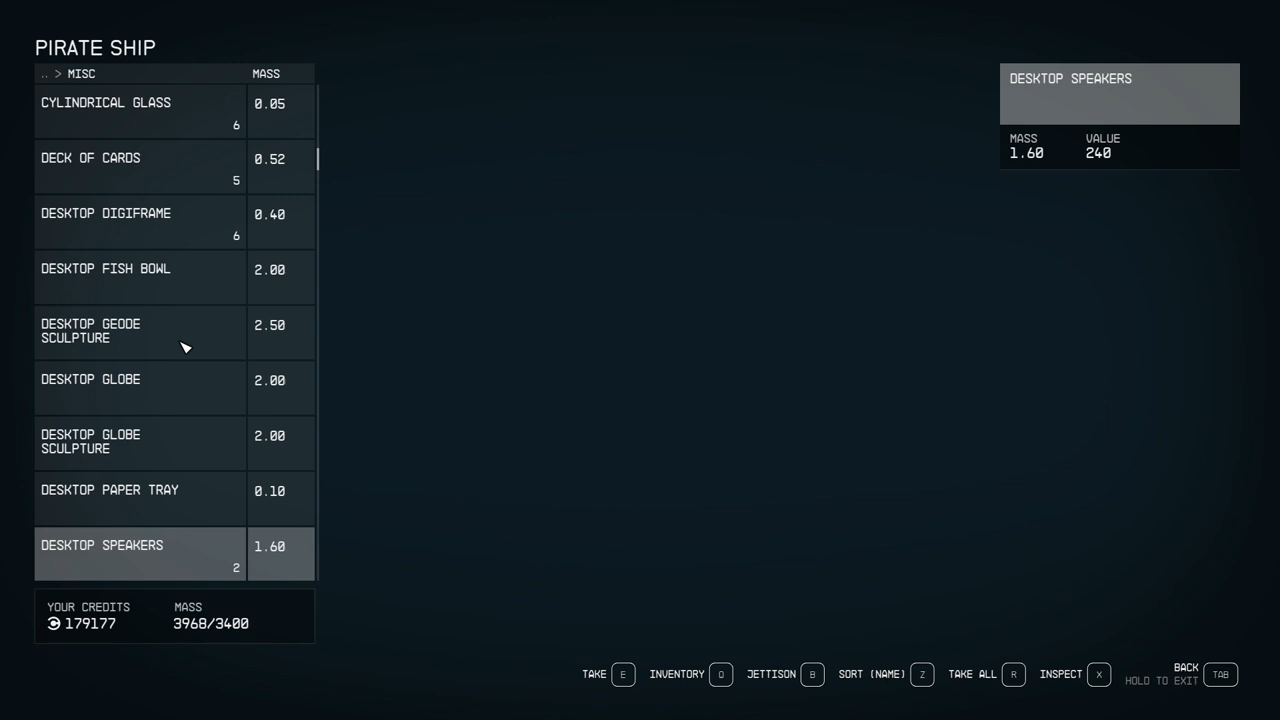 PIRATE SHIP
.. > MISC MASS
CYLINDRICAL GLASS 0.05
6
DECK OF CARDS 0.52
5
DESKTOP DIGIFRAME 0.40
6
DESKTOP FISH BOWL 2.00
DESKTOP GEODE
SCULPTURE 2.50
DESKTOP GLOBE 2.00
DESKTOP GLOBE
SCULPTURE 2.00
DESKTOP PAPER TRAY 0.10
DESKTOP SPEAKERS 1.60
2
YOUR CREDITS MASS
179177 3968/3400
DESKTOP SPEAKERS
MASS VALUE
1.60 240
TAKE E INVENTORY Q JETTISON B SORT (NAME) Z TAKE ALL R INSPECT X BACK TAB
HOLD TO EXIT